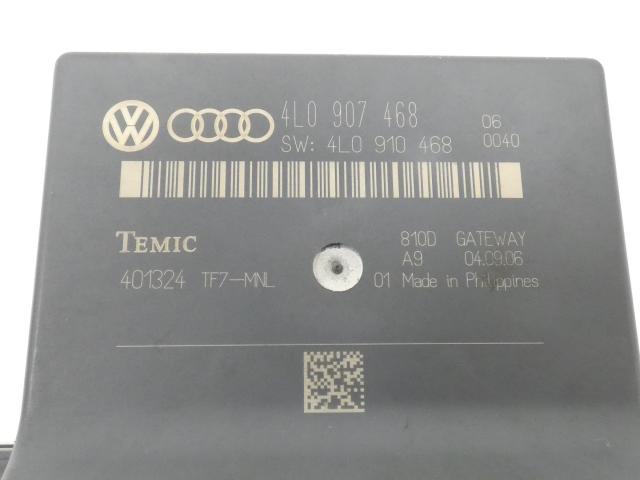 4L0 907 468 06
SW: 4L0 910 468 0040
TEMIC 810D GATEWAY
A9 04.09.06
401324 TF7-MNL 01 Made in Philippines